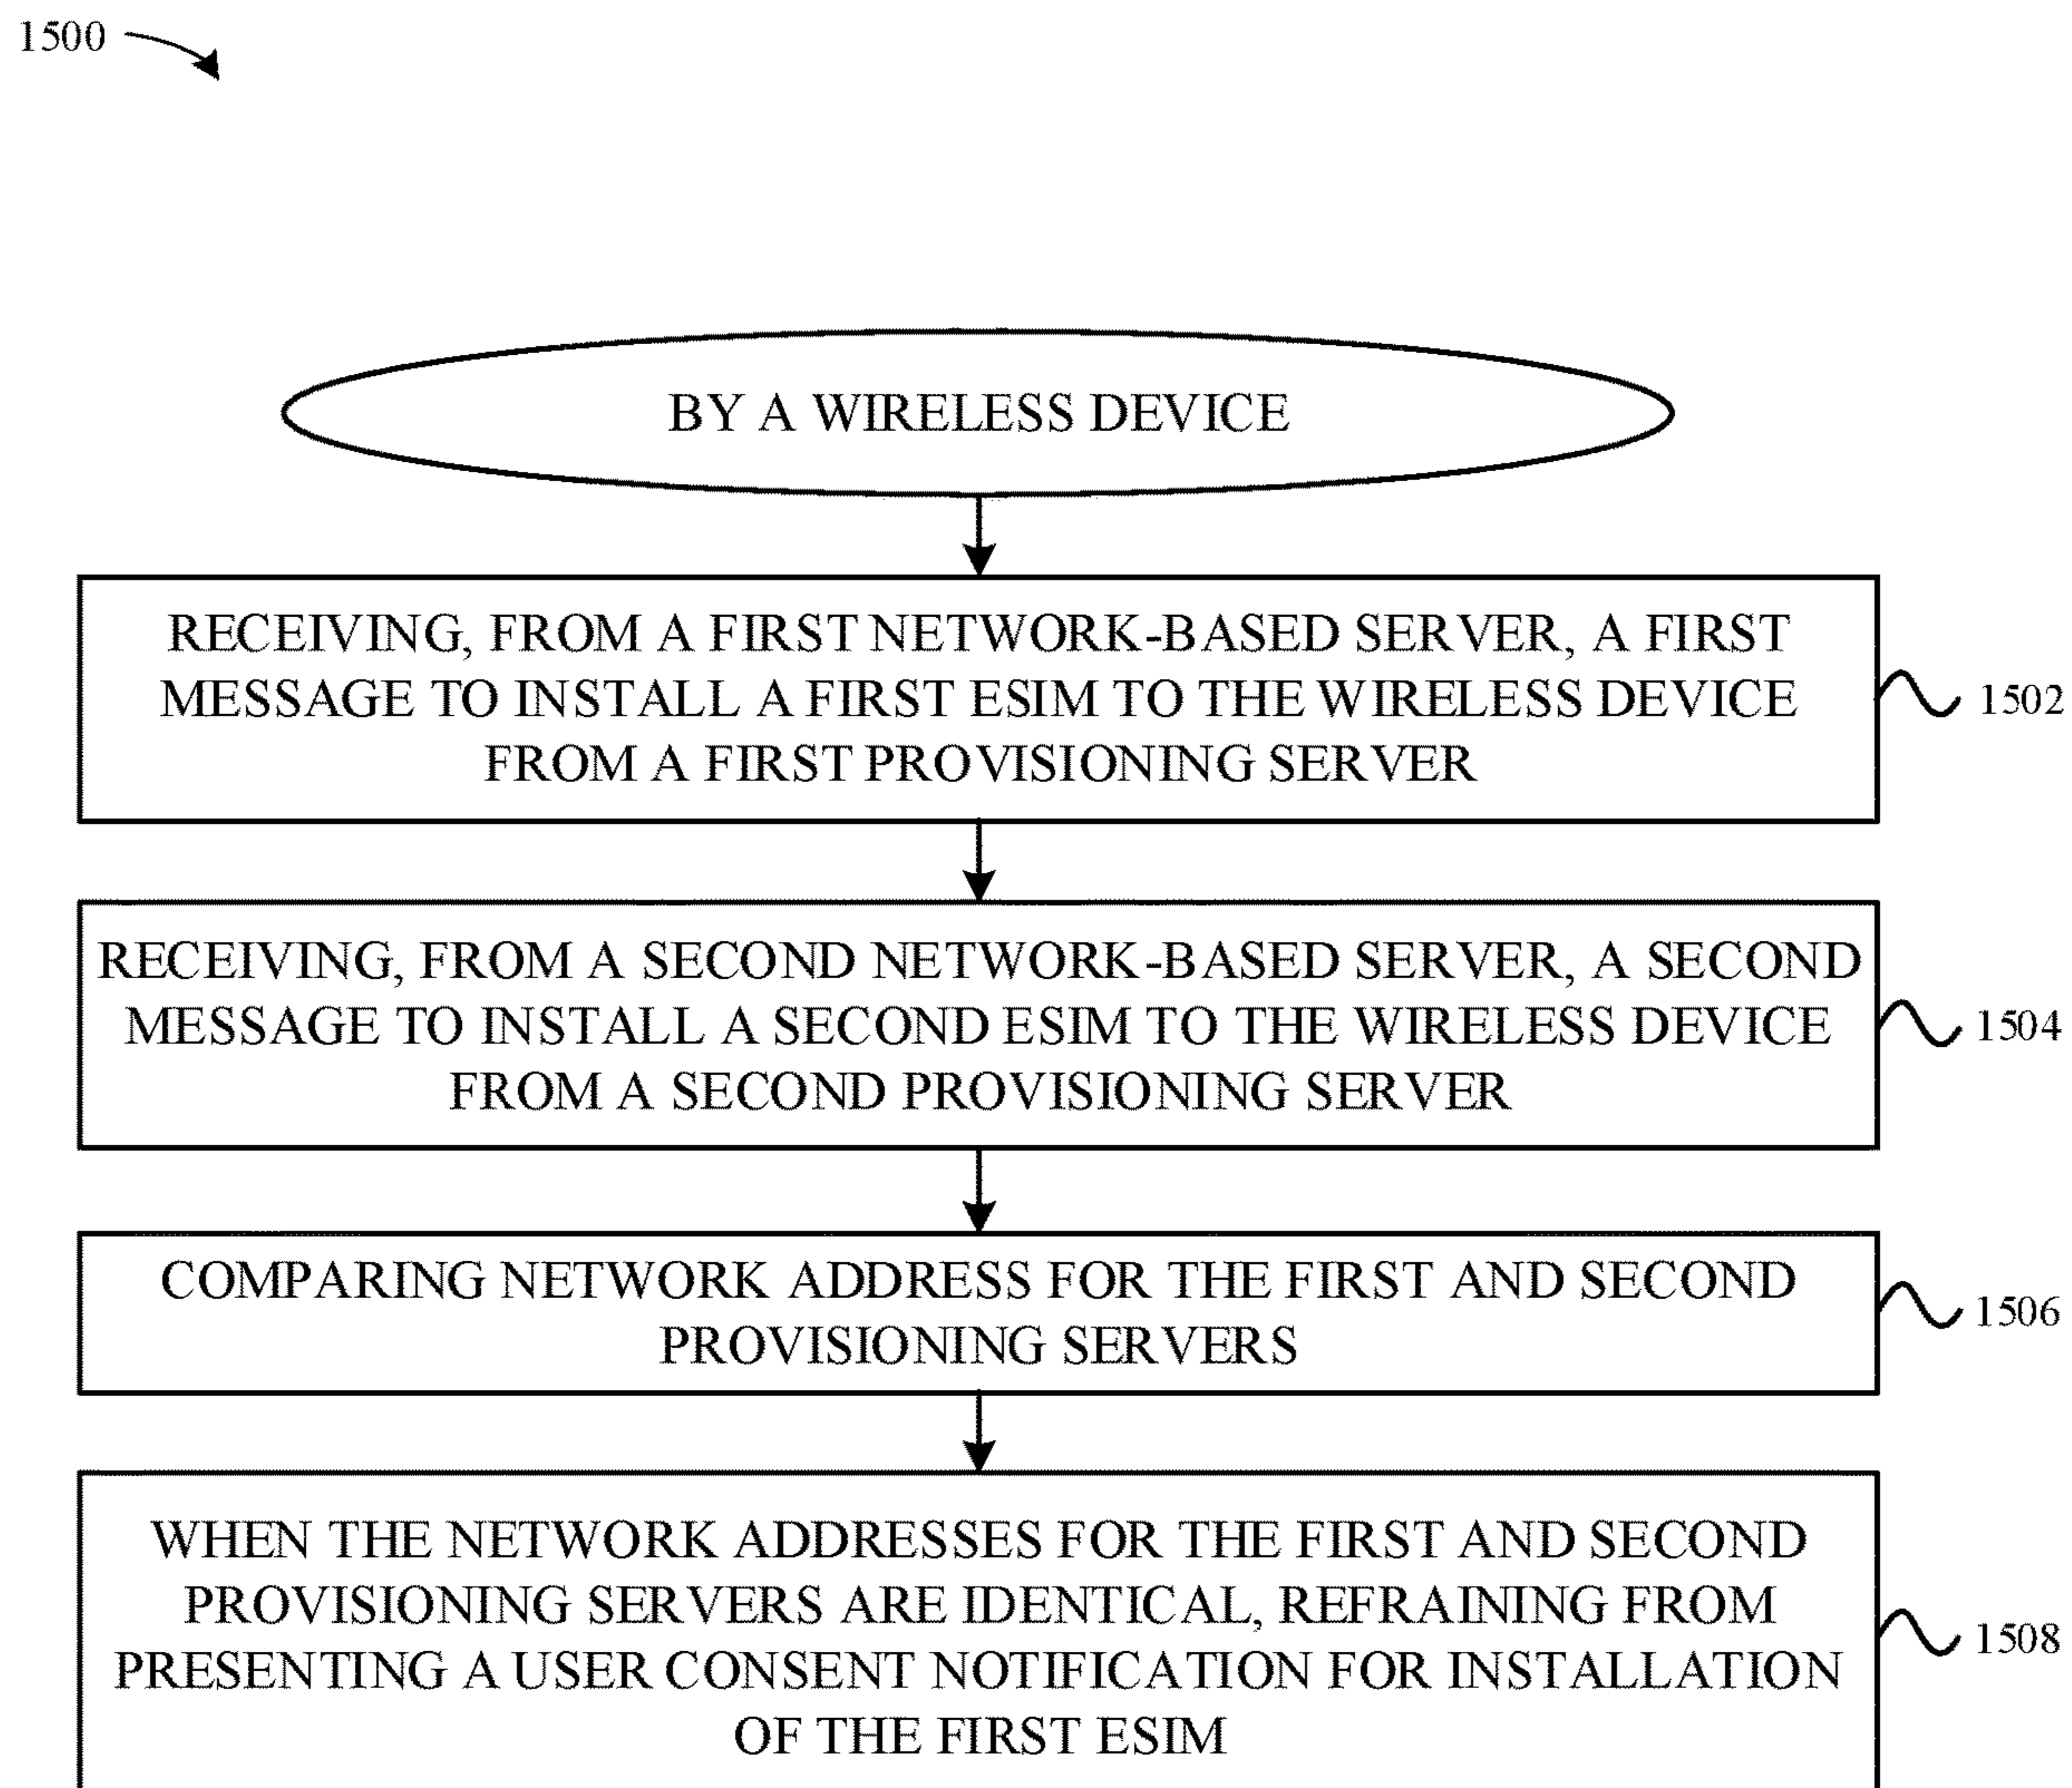 1500
BY A WIRELESS DEVICE
RECEIVING, FROM A FIRST NETWORK-BASED SERVER, A FIRST
MESSAGE TO INSTALL A FIRST ESIM TO THE WIRELESS DEVICE
FROM A FIRST PROVISIONING SERVER
1502
RECEIVING, FROM A SECOND NETWORK-BASED SERVER, A SECOND
MESSAGE TO INSTALL A SECOND ESIM TO THE WIRELESS DEVICE
FROM A SECOND PROVISIONING SERVER
1504
COMPARING NETWORK ADDRESS FOR THE FIRST AND SECOND
PROVISIONING SERVERS
1506
WHEN THE NETWORK ADDRESSES FOR THE FIRST AND SECOND
PROVISIONING SERVERS ARE IDENTICAL, REFRAINING FROM
PRESENTING A USER CONSENT NOTIFICATION FOR INSTALLATION
OF THE FIRST ESIM
1508